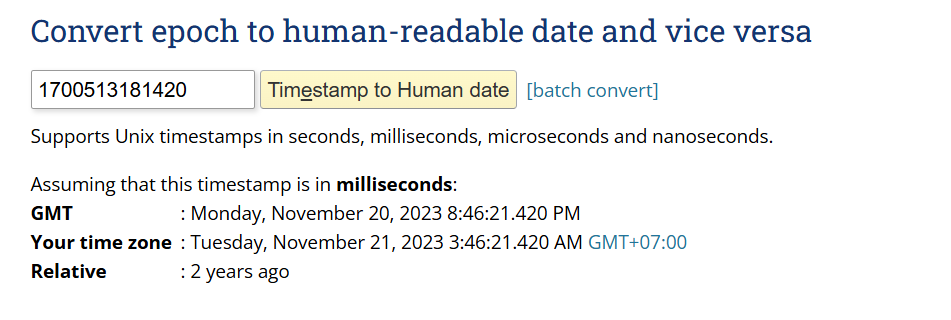 Convert epoch to human-readable date and vice versa
1700513181420 Timestamp to Human date [batch convert]
Supports Unix timestamps in seconds, milliseconds, microseconds and nanoseconds.
Assuming that this timestamp is in milliseconds:
GMT : Monday, November 20, 2023 8:46:21.420 PM
Your time zone : Tuesday, November 21, 2023 3:46:21.420 AM GMT+07:00
Relative : 2 years ago